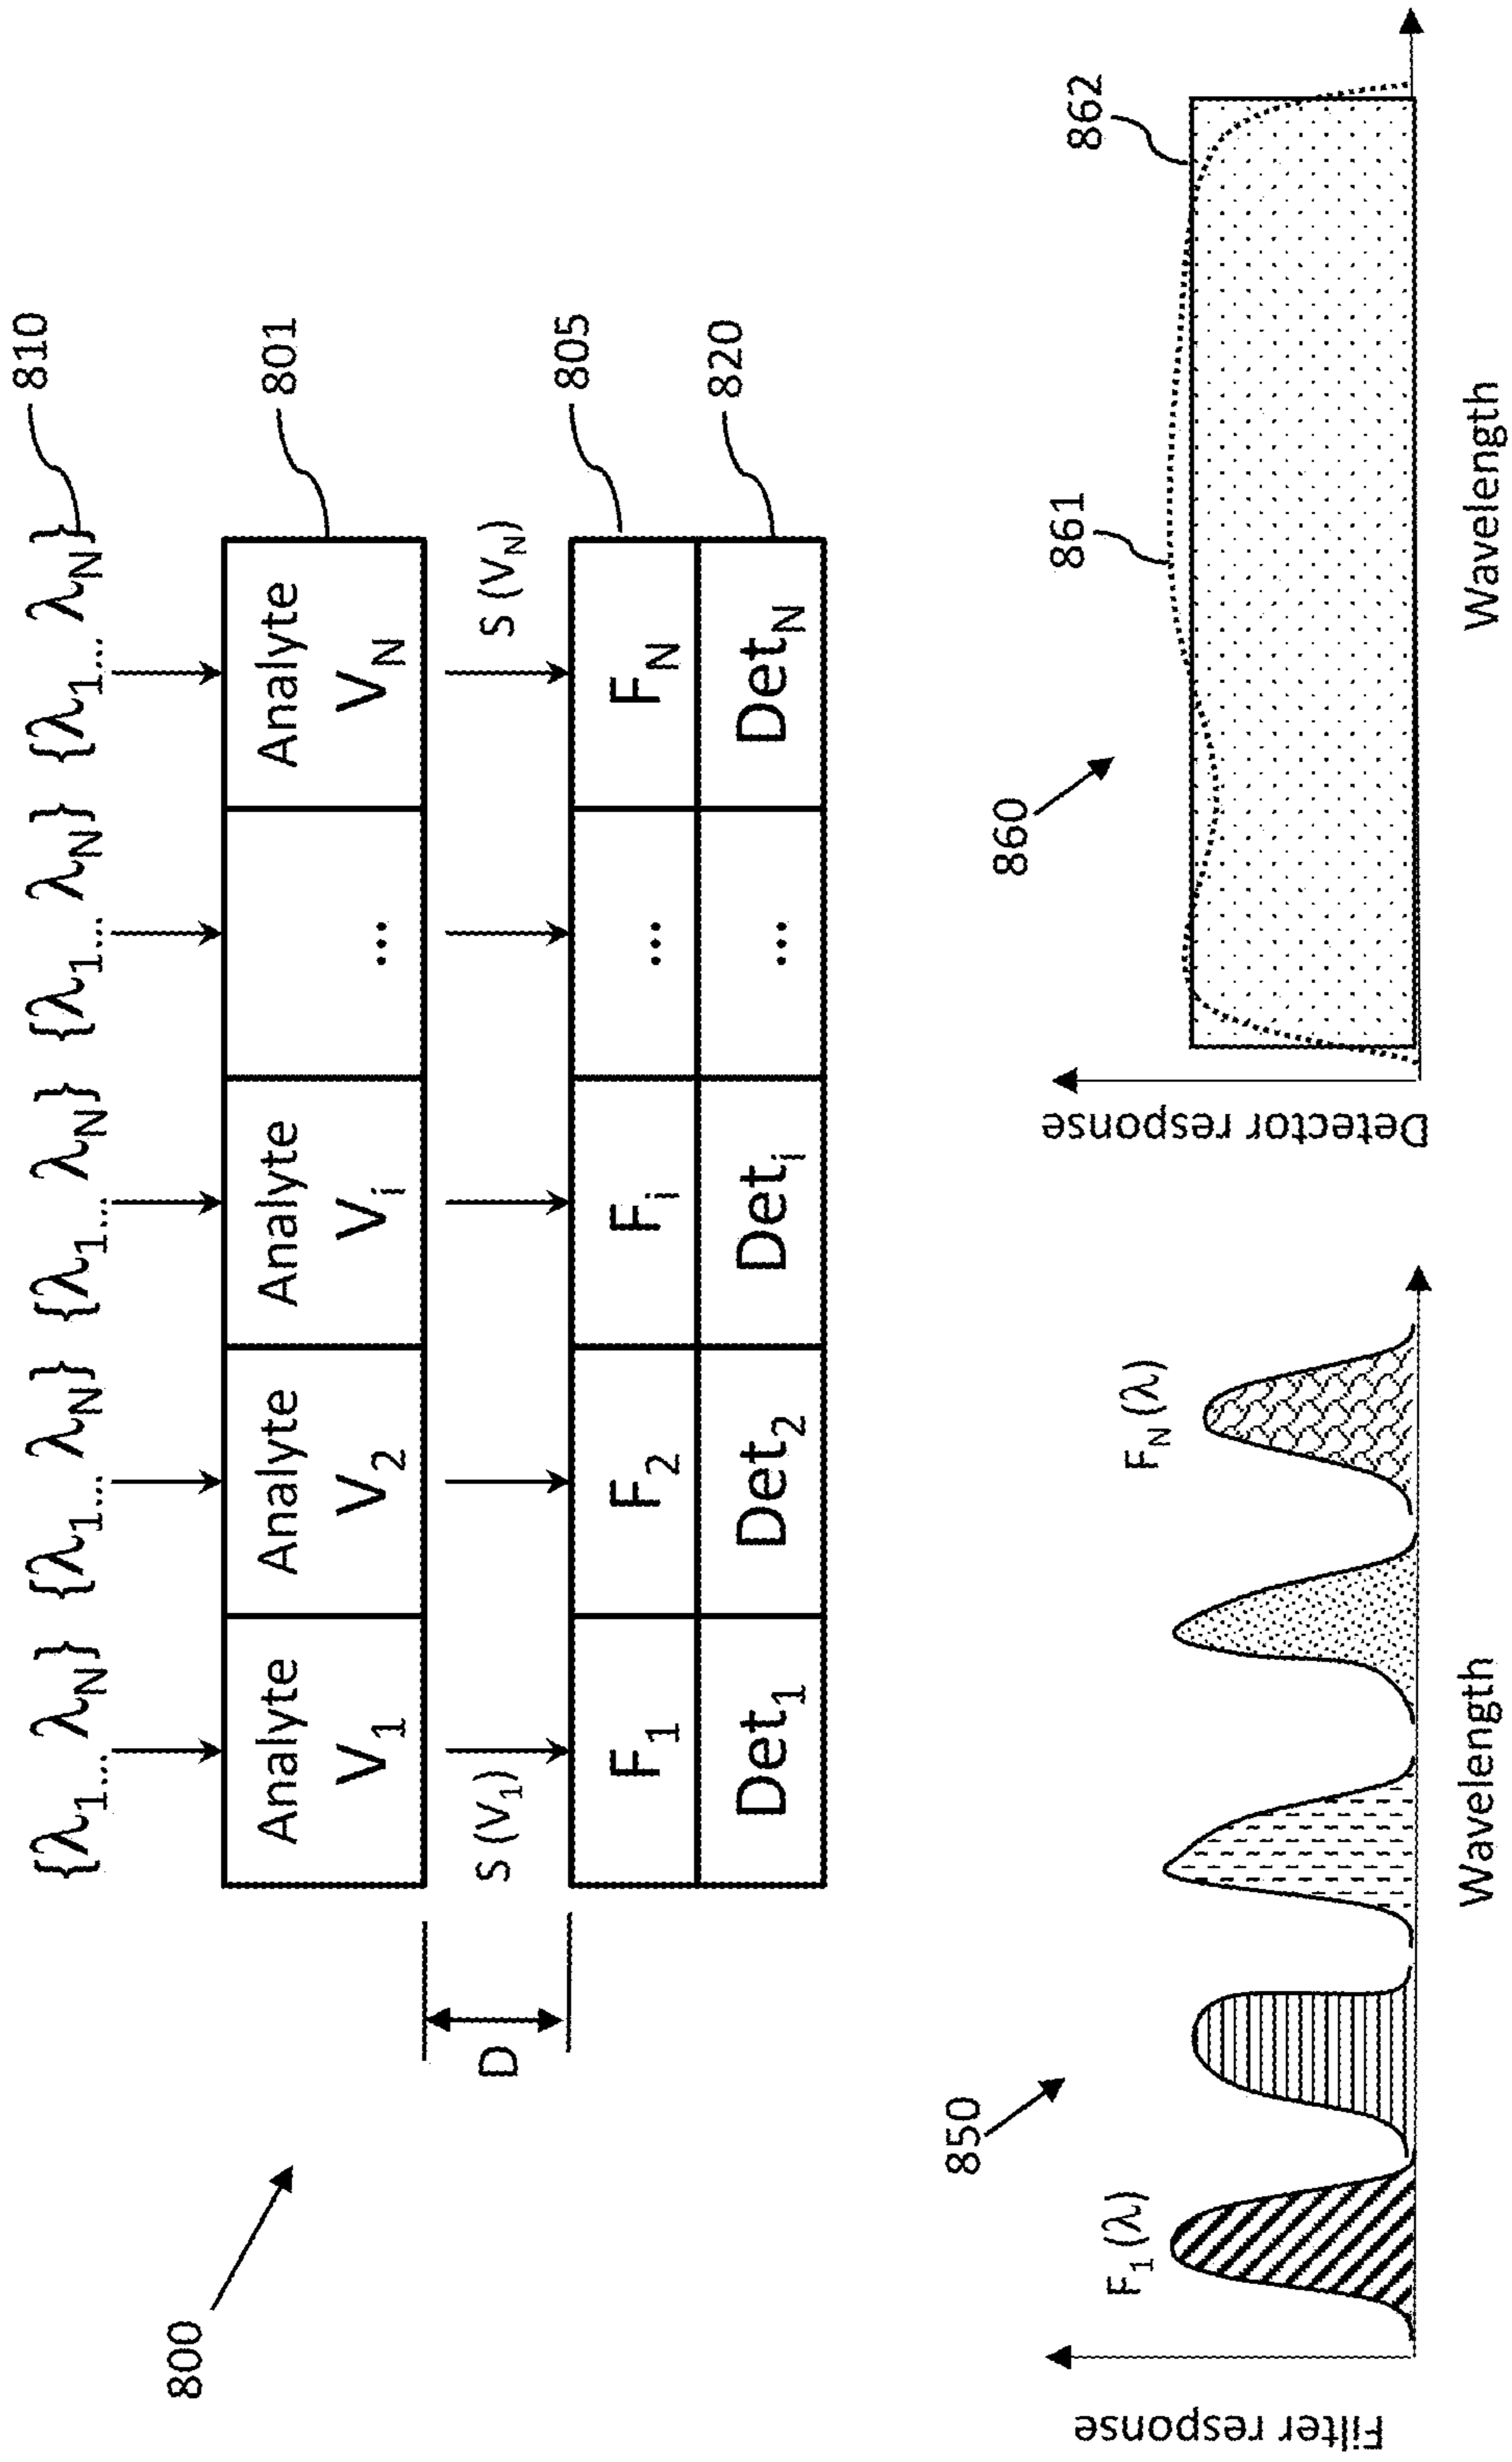 800
{λ1... λN} {λ1... λN} {λ1... λN} {λ1... λN} {λ1... λN}
810
Analyte V1
Analyte V2
Analyte Vi
...
Analyte VN
801
D
S (V1)
S (VN)
F1
F2
Fi
...
FN
805
Det1
Det2
Deti
...
DetN
820
850
Filter response
F1 (λ)
FN (λ)
Wavelength
860
Detector response
861
862
Wavelength